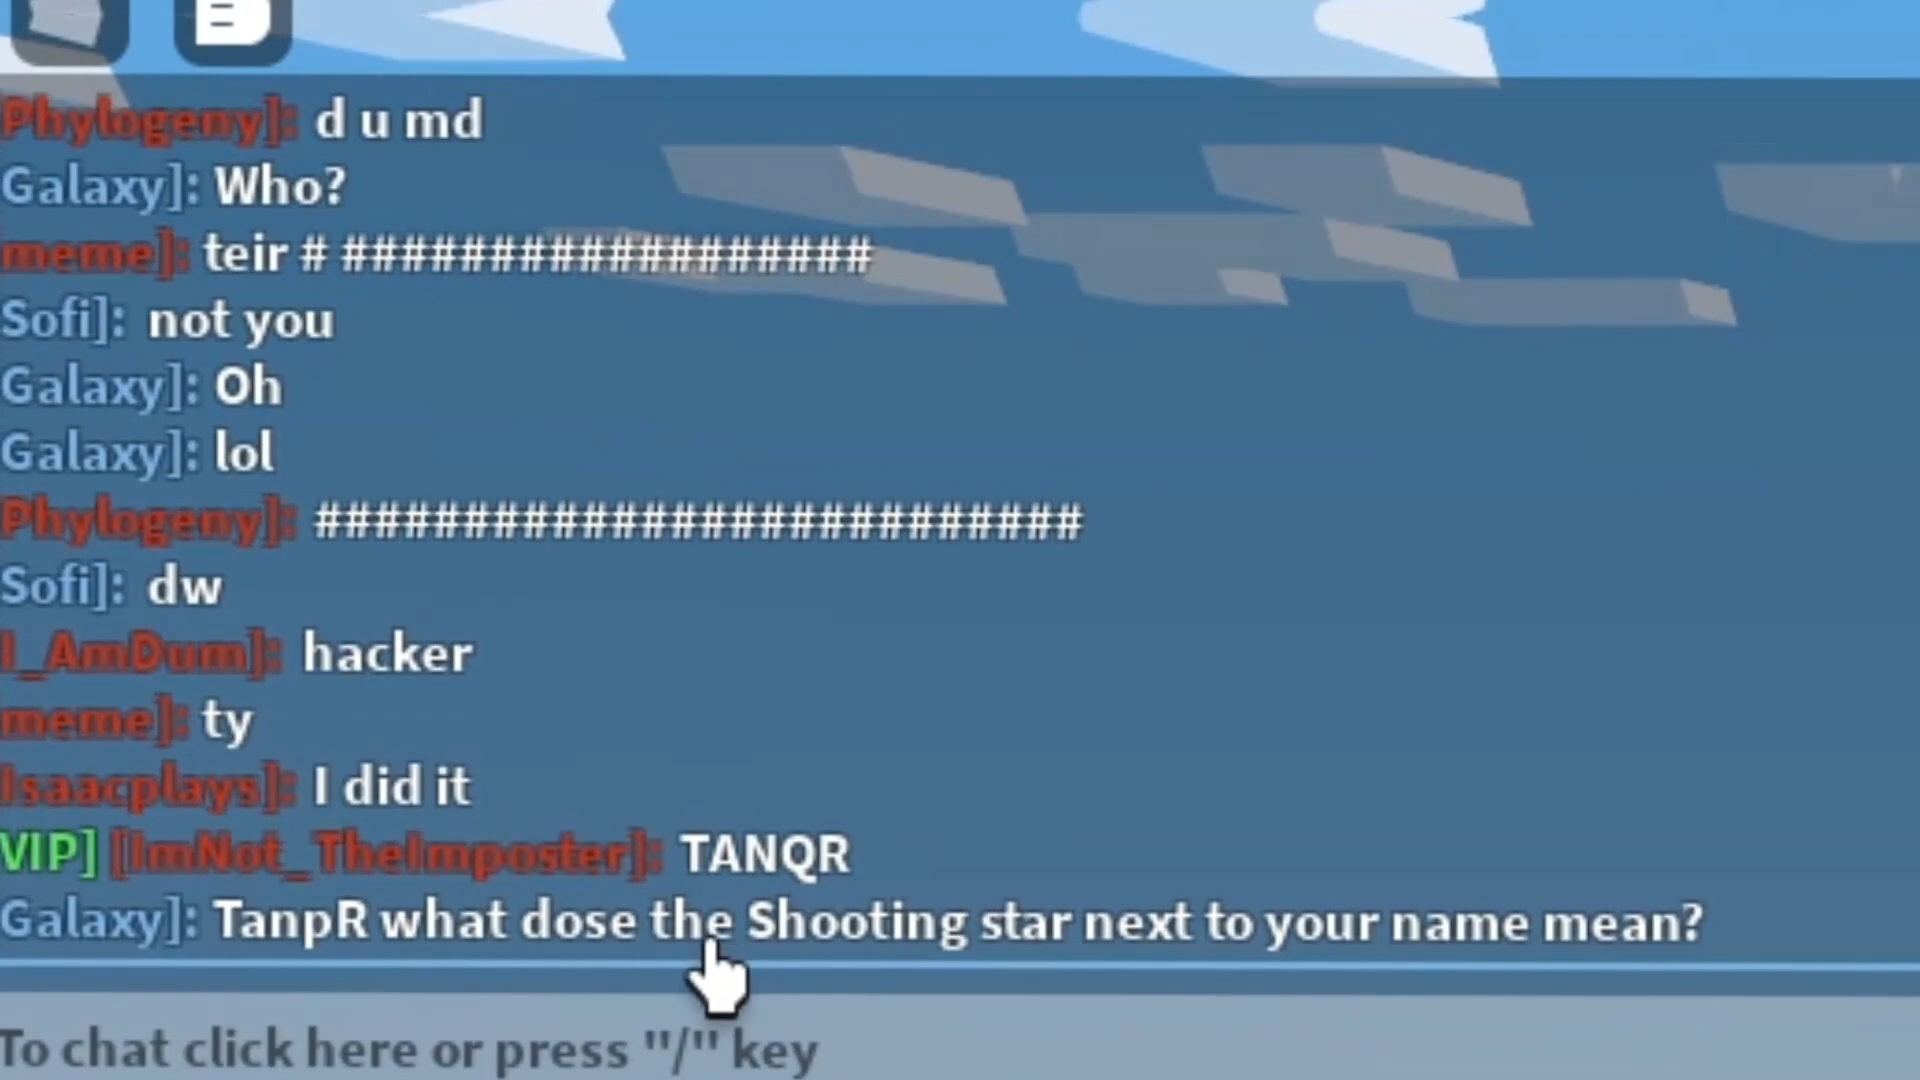 Phylogeny]: d u md
Galaxy]: Who?
meme]: teir # ##################
Sofi]: not you
Galaxy]: Oh
Galaxy]: lol
Phylogeny]: ##########################
Sofi]: dw
I_AmDum]: hacker
meme]: ty
Isaacplays]: I did it
VIP] [ImNot_TheImposter]: TANQR
Galaxy]: TanpR what dose the Shooting star next to your name mean?
To chat click here or press "/" key